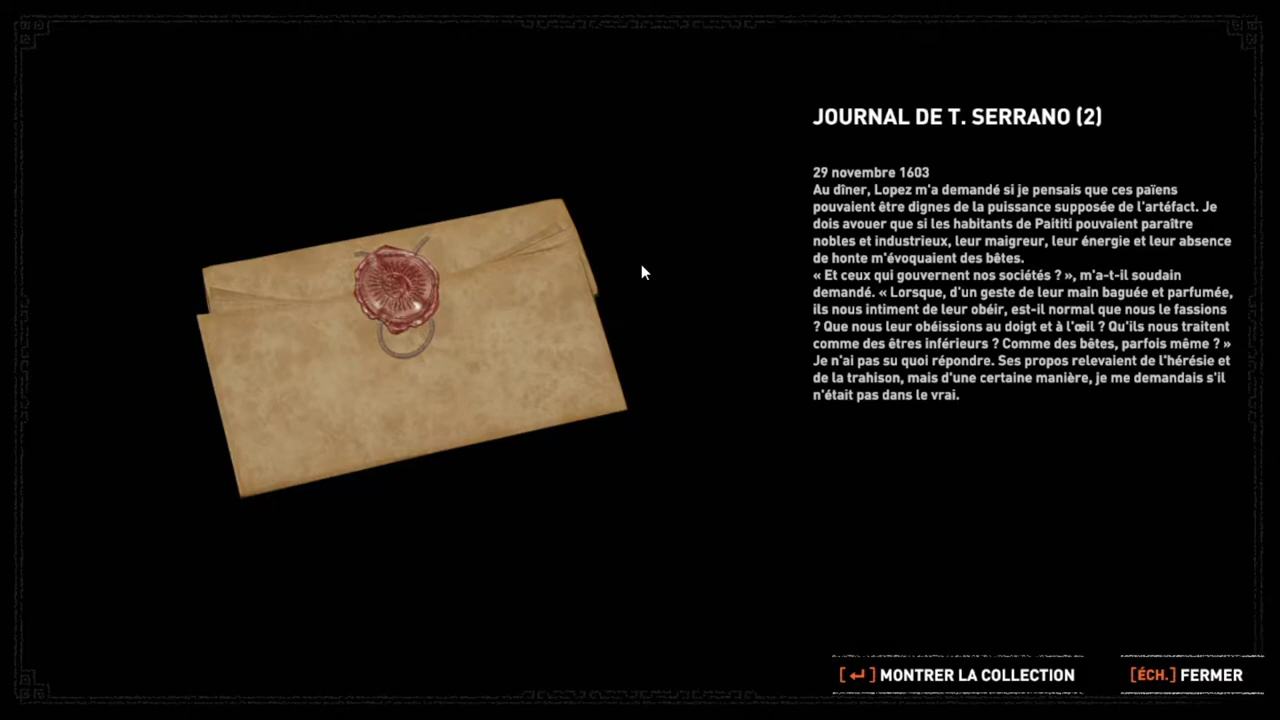 JOURNAL DE T. SERRANO (2)
29 novembre 1603
Au dîner, Lopez m'a demandé si je pensais que ces païens
pouvaient être dignes de la puissance supposée de l'artéfact. Je
dois avouer que si les habitants de Paititi pouvaient paraître
nobles et industrieux, leur maigreur, leur énergie et leur absence
de honte m'évoquaient des bêtes.
« Et ceux qui gouvernent nos sociétés ? », m'a-t-il soudain
demandé. « Lorsque, d'un geste de leur main baguée et parfumée,
ils nous intiment de leur obéir, est-il normal que nous le fassions
? Que nous leur obéissions au doigt et à l'œil ? Qu'ils nous traitent
comme des êtres inférieurs ? Comme des bêtes, parfois même ? »
Je n'ai pas su quoi répondre. Ses propos relevaient de l'hérésie et
de la trahison, mais d'une certaine manière, je me demandais s'il
n'était pas dans le vrai.
[↵] MONTRER LA COLLECTION [ÉCH.] FERMER